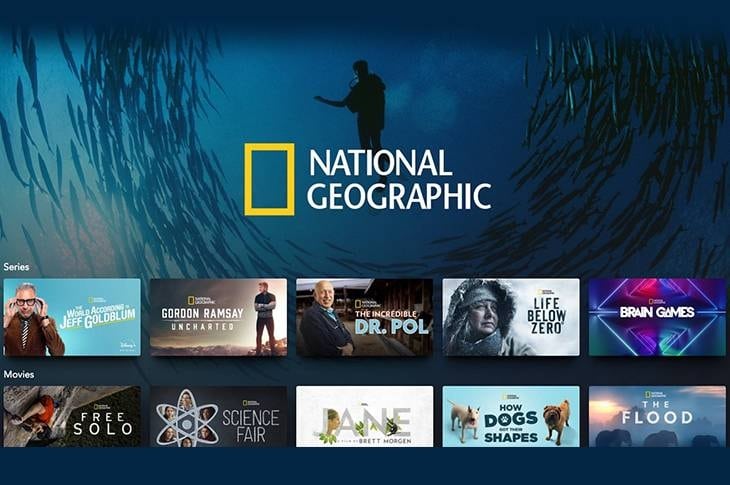 NATIONAL
GEOGRAPHIC
Series
THE
WORLD ACCORDING TO
JEFF GOLDBLUM
Disney+
NATIONAL
GEOGRAPHIC
GORDON RAMSAY
UNCHARTED
NATIONAL
GEOGRAPHIC
THE INCREDIBLE
DR. POL
LIFE
BELOW
ZERO
BRAIN GAMES
Movies
FREE
SOLO
SCIENCE
FAIR
JANE
A FILM BY BRETT MORGEN
HOW
DOGS
GOT THEIR
SHAPES
THE
FLOOD